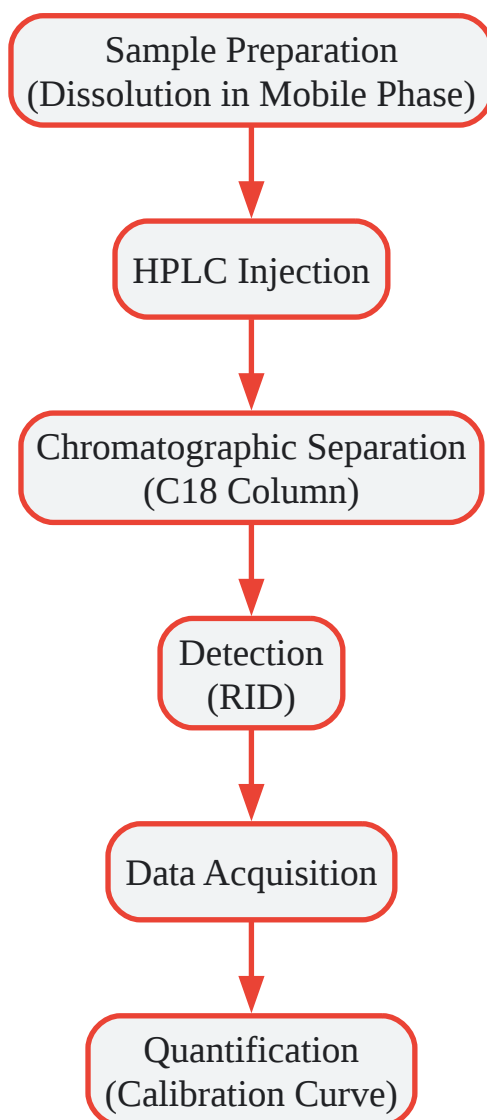 Sample Preparation
(Dissolution in Mobile Phase)
HPLC Injection
Chromatographic Separation
(C18 Column)
Detection
(RID)
Data Acquisition
Quantification
(Calibration Curve)